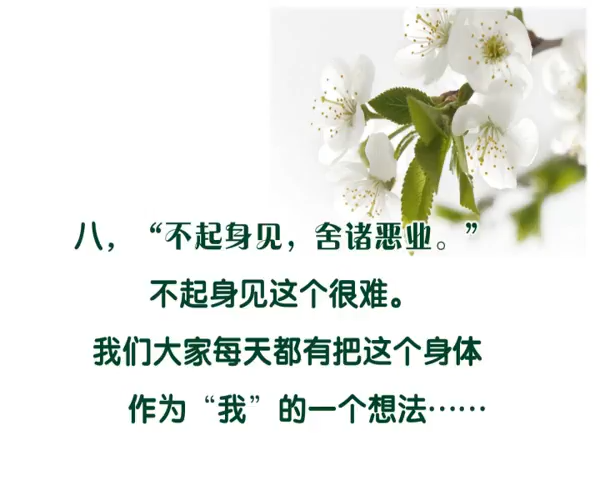 八，“不起身见，舍诸恶业。”
不起身见这个很难。
我们大家每天都有把这个身体
作为“我”的一个想法……